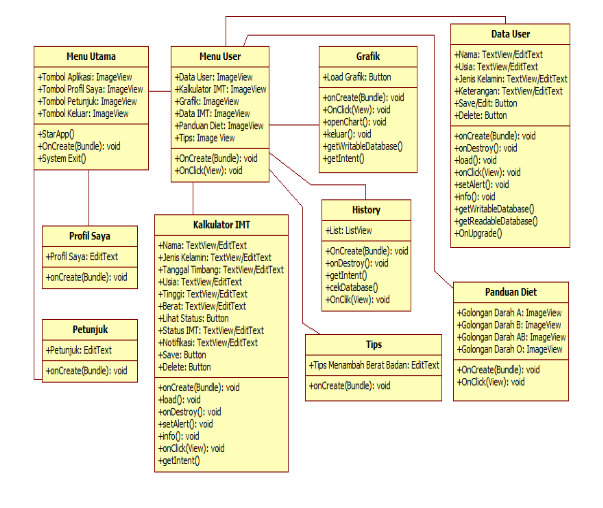 Menu Utama
+Tombol Aplikasi: ImageView
+Tombol Profil Saya: ImageView
+Tombol Petunjuk: ImageView
+Tombol Keluar: ImageView
+StarApp()
+OnCreate(Bundle): void
+System Exit()
Menu User
+Data User: ImageView
+Kalkulator IMT: ImageView
+Grafik: ImageView
+Data IMT: ImageView
+Panduan Diet: ImageView
+Tips: Image View
+OnCreate(Bundle): void
+OnClick(View): void
Grafik
+Load Grafik: Button
+onCreate(Bundle): void
+OnClick(View): void
+openChart(): void
+keluar(): void
+getWritableDatabase()
+getIntent()
Data User
+Nama: TextView/EditText
+Usia: TextView/EditText
+Jenis Kelamin: TextView/EditText
+Keterangan: TextView/EditText
+Save/Edit: Button
+Delete: Button
+onCreate(Bundle): void
+onDestroy(): void
+load(): void
+onClick(View): void
+setAlert(): void
+info(): void
+getWritableDatabase()
+getReadableDatabase()
+OnUpgrade()
Profil Saya
+Profil Saya: EditText
+onCreate(Bundle): void
Kalkulator IMT
+Nama: TextView/EditText
+Jenis Kelamin: TextView/EditText
+Tanggal Timbang: TextView/EditText
+Usia: TextView/EditText
+Tinggi: TextView/EditText
+Berat: TextView/EditText
+Lihat Status: Button
+Status IMT: TextView/EditText
+Notifikasi: TextView/EditText
+Save: Button
+Delete: Button
+onCreate(Bundle): void
+load(): void
+onDestroy(): void
+setAlert(): void
+info(): void
+onClick(View): void
+getIntent()
History
+List: ListView
+OnCreate(Bundle): void
+onDestroy(): void
+getIntent()
+cekDatabase()
+OnClik(View): void
Petunjuk
+Petunjuk: EditText
+onCreate(Bundle): void
Tips
+Tips Menambah Berat Badan: EditText
+onCreate(Bundle): void
Panduan Diet
+Golongan Darah A: ImageView
+Golongan Darah B: ImageView
+Golongan Darah AB: ImageView
+Golongan Darah O: ImageView
+OnCreate(Bundle): void
+OnClick(View): void